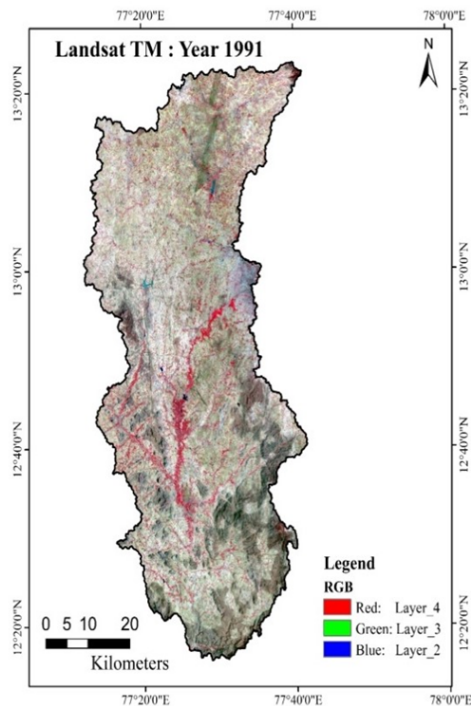 77°20'0"E 77°40'0"E 78°0'0"E
Landsat TM : Year 1991
N
13°20'0"N 13°20'0"N
13°0'0"N 13°0'0"N
12°40'0"N 12°40'0"N
12°20'0"N 12°20'0"N
Legend
RGB
Red: Layer_4
Green: Layer_3
Blue: Layer_2
0 5 10 20
Kilometers
77°20'0"E 77°40'0"E 78°0'0"E